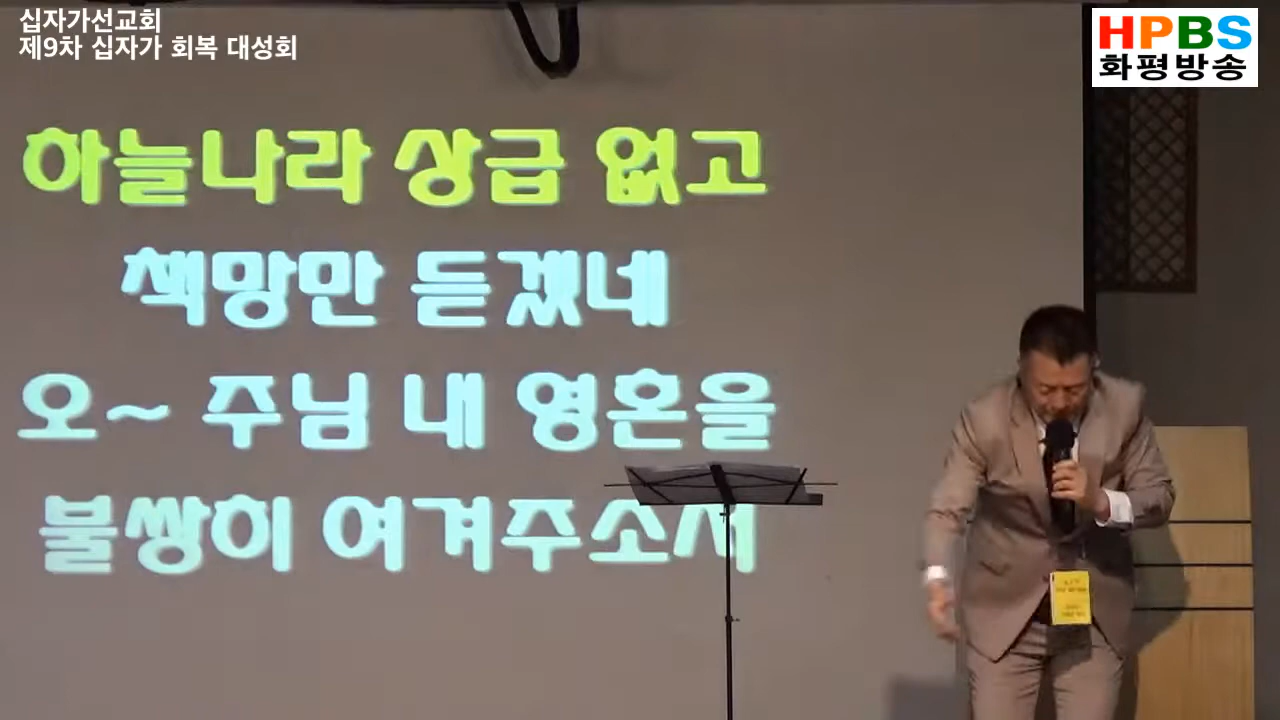 십자가선교회
제9차 십자가 회복 대성회
HPBS
화평방송
하늘나라 상급 없고
책망만 듣겠네
오~ 주님 내 영혼을
불쌍히 여겨주소서